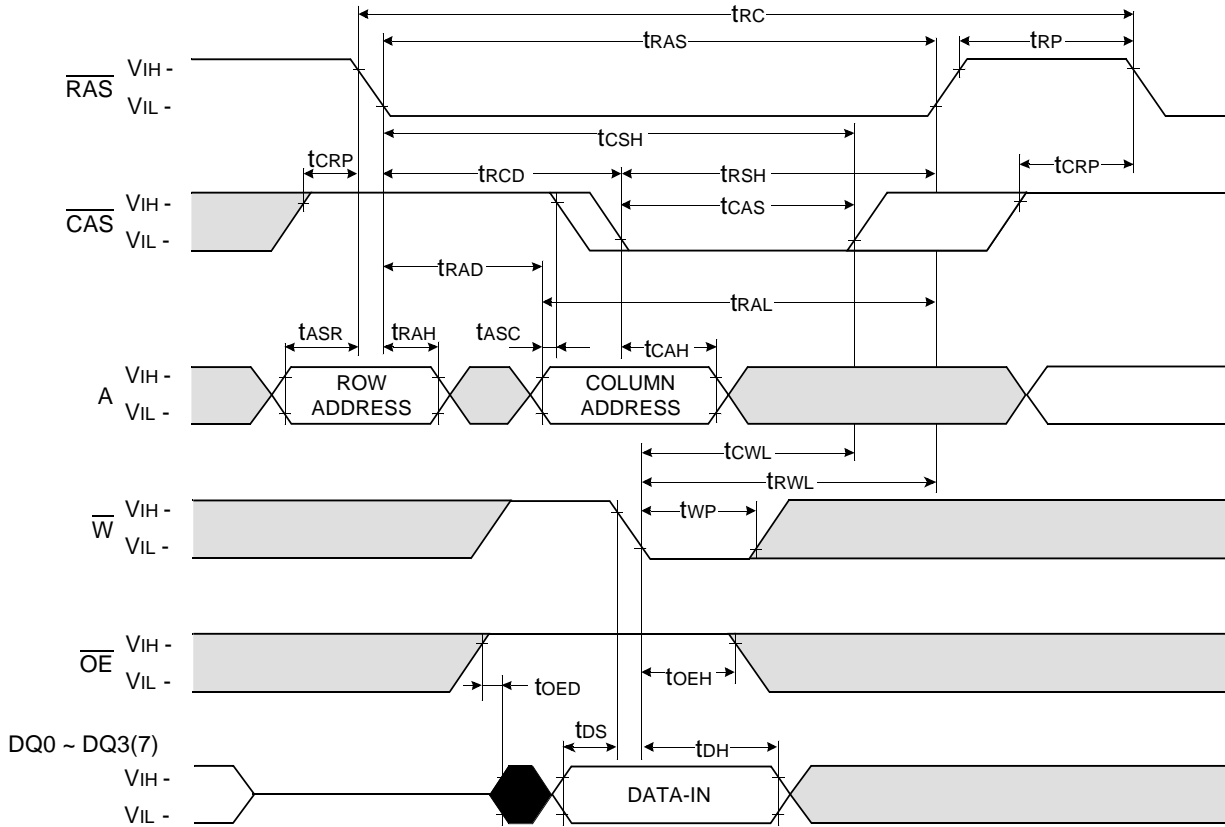 tRC
tRAS
tRP
RAS
VIH -
VIL -
tCSH
tCRP
tRCD
tRSH
tCRP
CAS
VIH -
VIL -
tCAS
tRAD
tRAL
tASR
tRAH
tASC
tCAH
A
VIH -
VIL -
ROW
ADDRESS
COLUMN
ADDRESS
tCWL
tRWL
W
VIH -
VIL -
tWP
OE
VIH -
VIL -
tOED
tOEH
DQ0 ~ DQ3(7)
tDS
tDH
VIH -
VIL -
DATA-IN